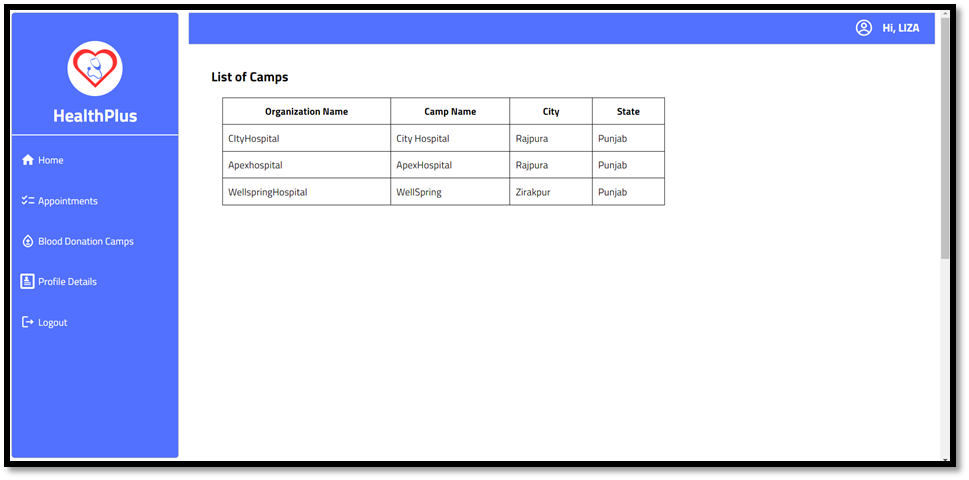 Hi, LIZA
HealthPlus
Home
Appointments
Blood Donation Camps
Profile Details
Logout
List of Camps
Organization Name Camp Name City State
CItyHospital City Hospital Rajpura Punjab
Apexhospital ApexHospital Rajpura Punjab
WellspringHospital WellSpring Zirakpur Punjab